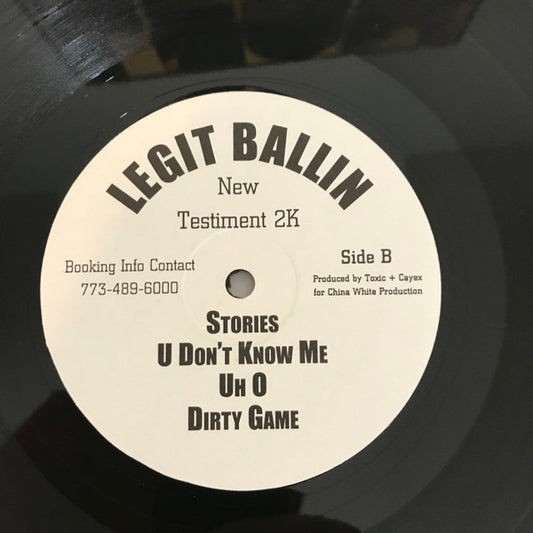 LEGIT BALLIN
New
Testiment 2K
Booking Info Contact
773-489-6000
Side B
Produced by Toxic + Cayex
for China White Production
STORIES
U DON'T KNOW ME
UH O
DIRTY GAME